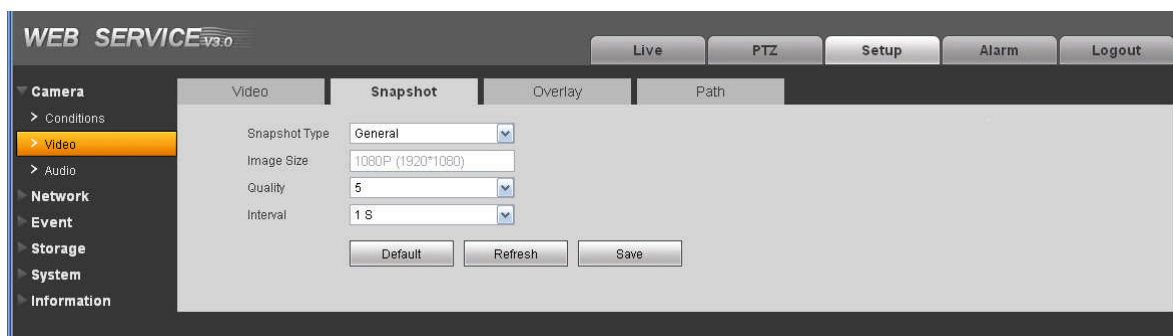 WEB SERVICE V3.0
Live PTZ Setup Alarm Logout
Camera
Conditions
Video
Audio
Network
Event
Storage
System
Information
Video Snapshot Overlay Path
Snapshot Type General
Image Size 1080P (1920*1080)
Quality 5
Interval 1 S
Default Refresh Save